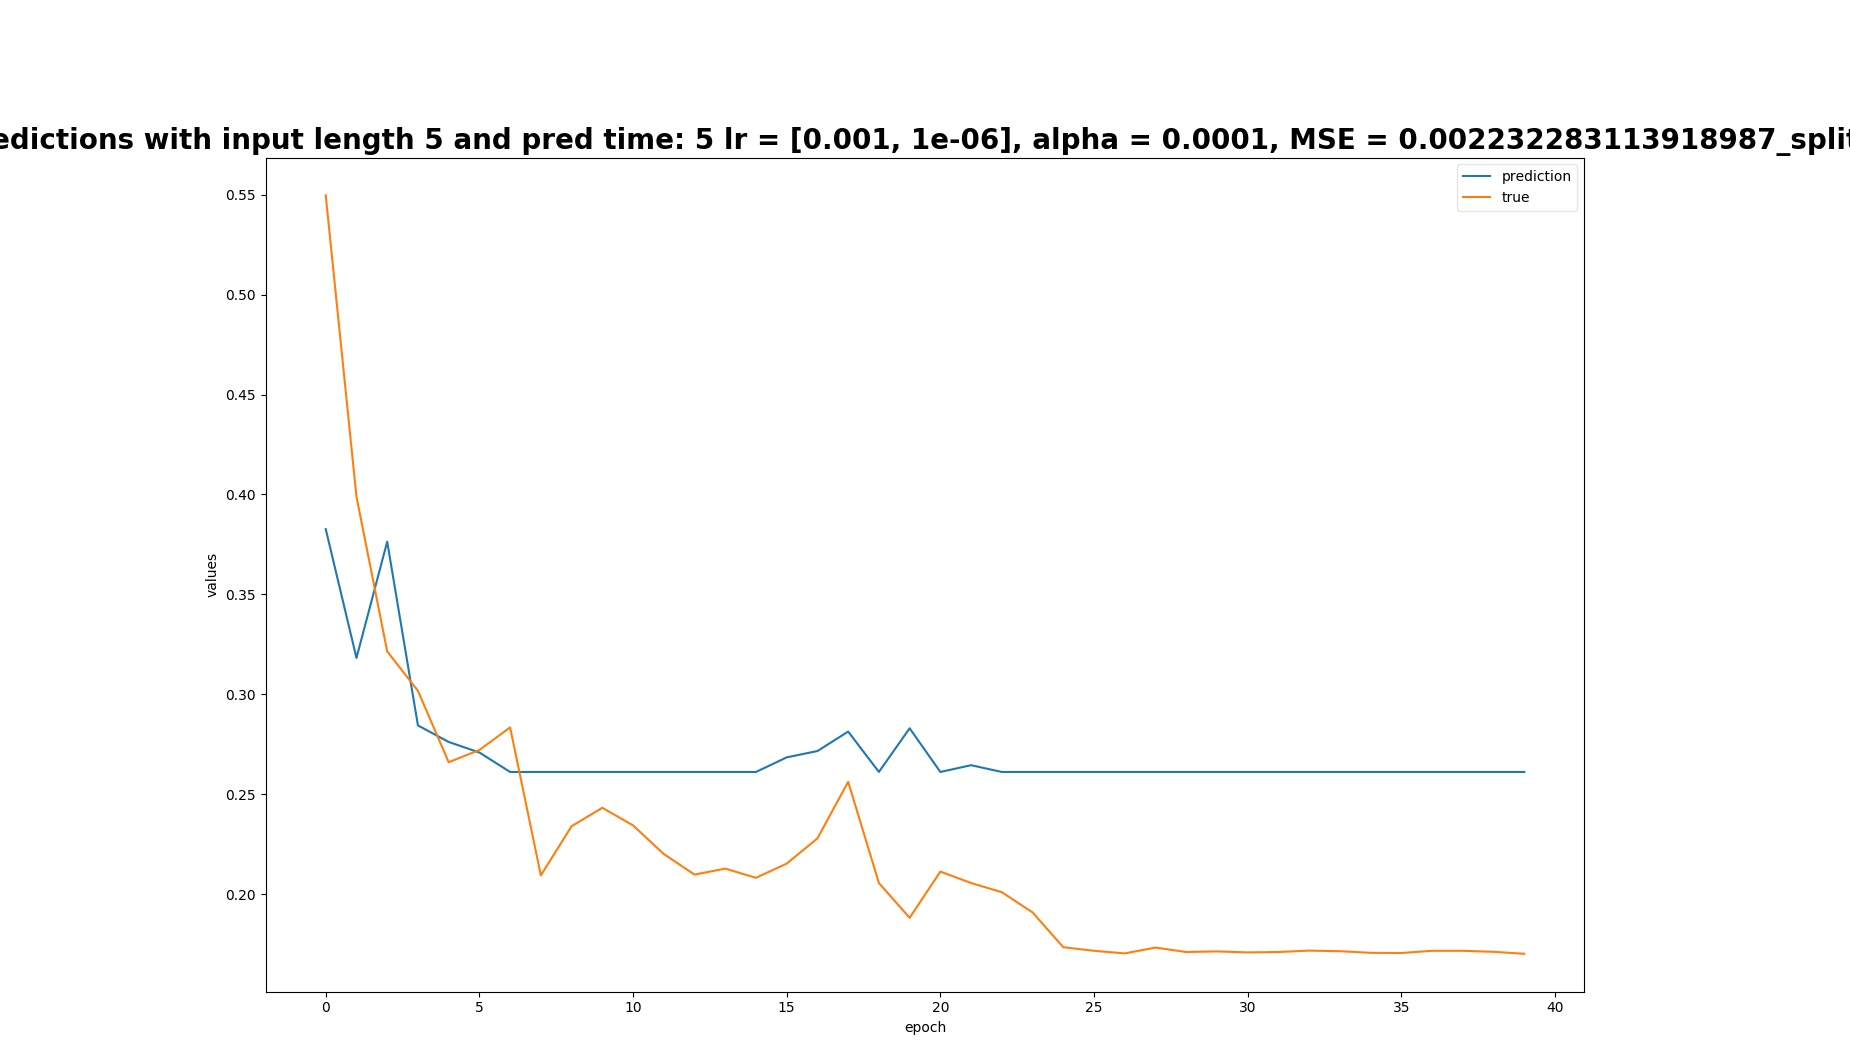 edictions with input length 5 and pred time: 5 lr = [0.001, 1e-06], alpha = 0.0001, MSE = 0.002232283113918987_split
prediction
true
0.55
0.50
0.45
0.40
0.35
0.30
0.25
0.20
values
0 5 10 15 20 25 30 35 40
epoch